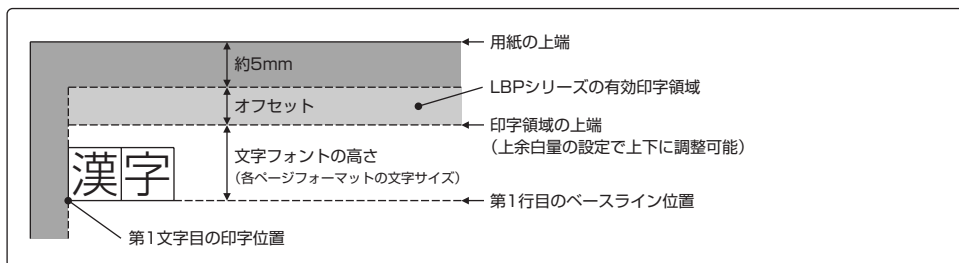 用紙の上端
約5mm
LBPシリーズの有効印字領域
オフセット
印字領域の上端
(上余白量の設定で上下に調整可能)
文字フォントの高さ
(各ページフォーマットの文字サイズ)
漢字
第1行目のベースライン位置
第1文字目の印字位置